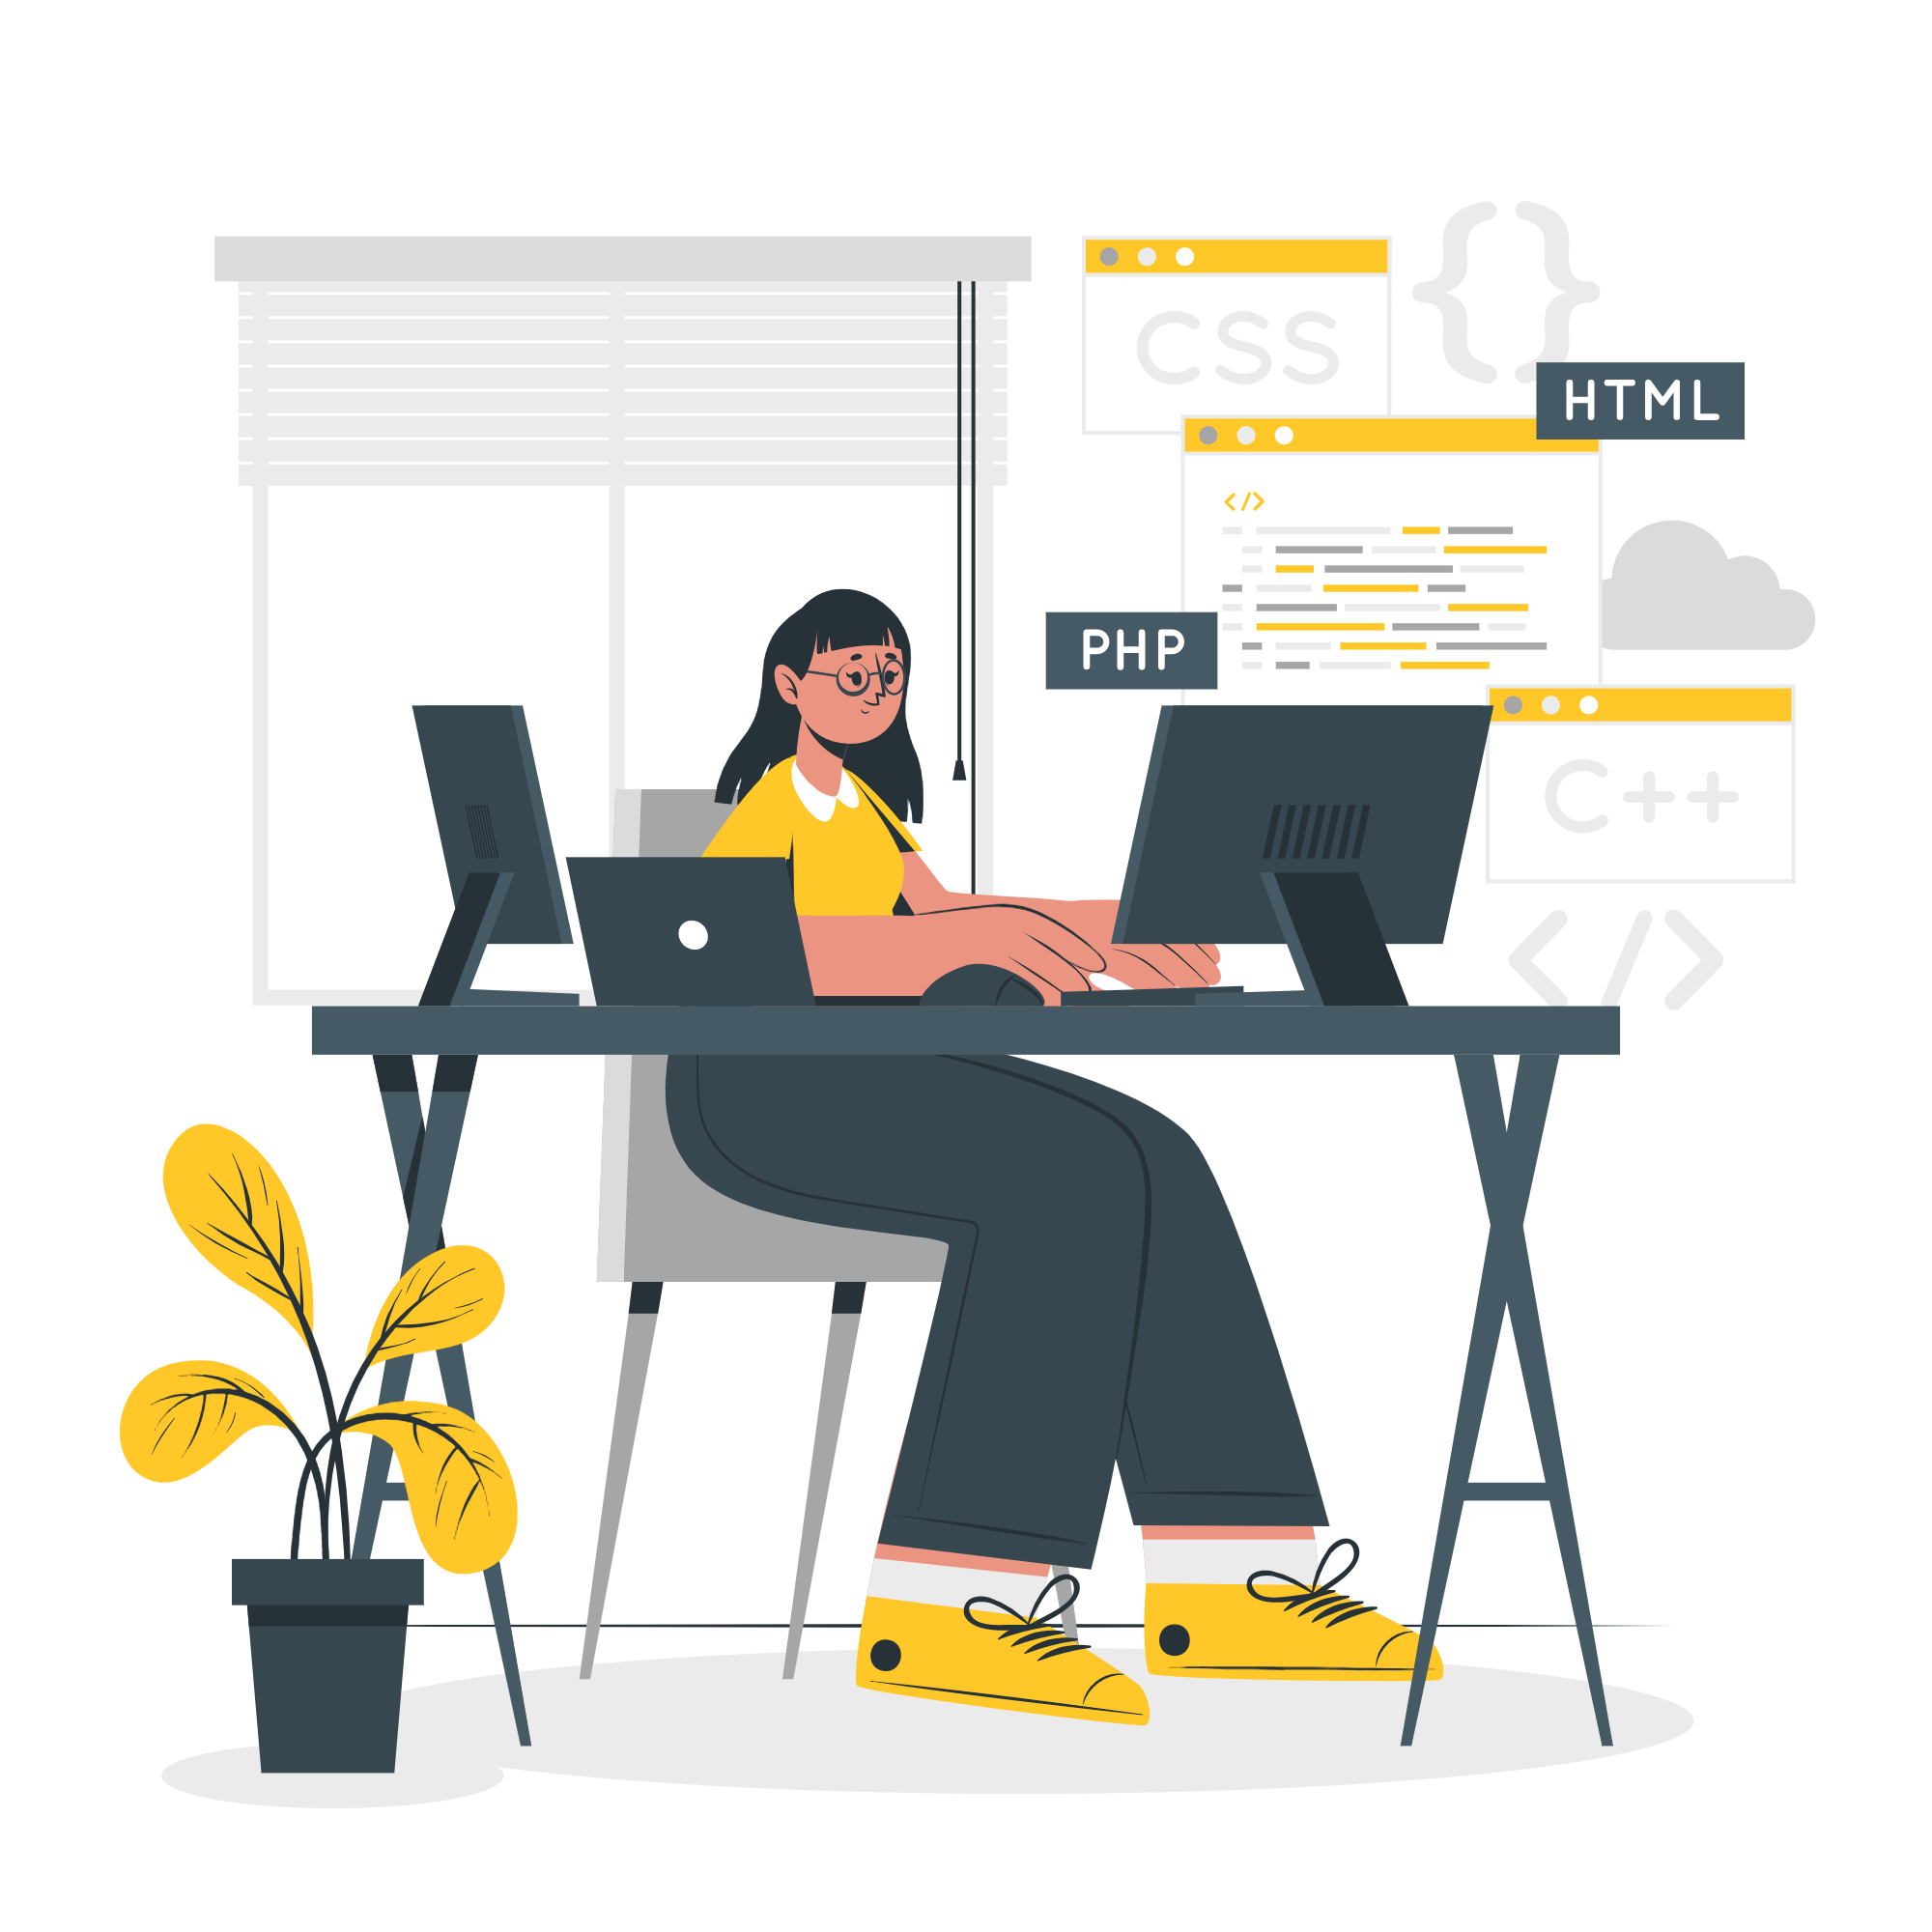 CSS
{ }
HTML
</>
PHP
C++
</>